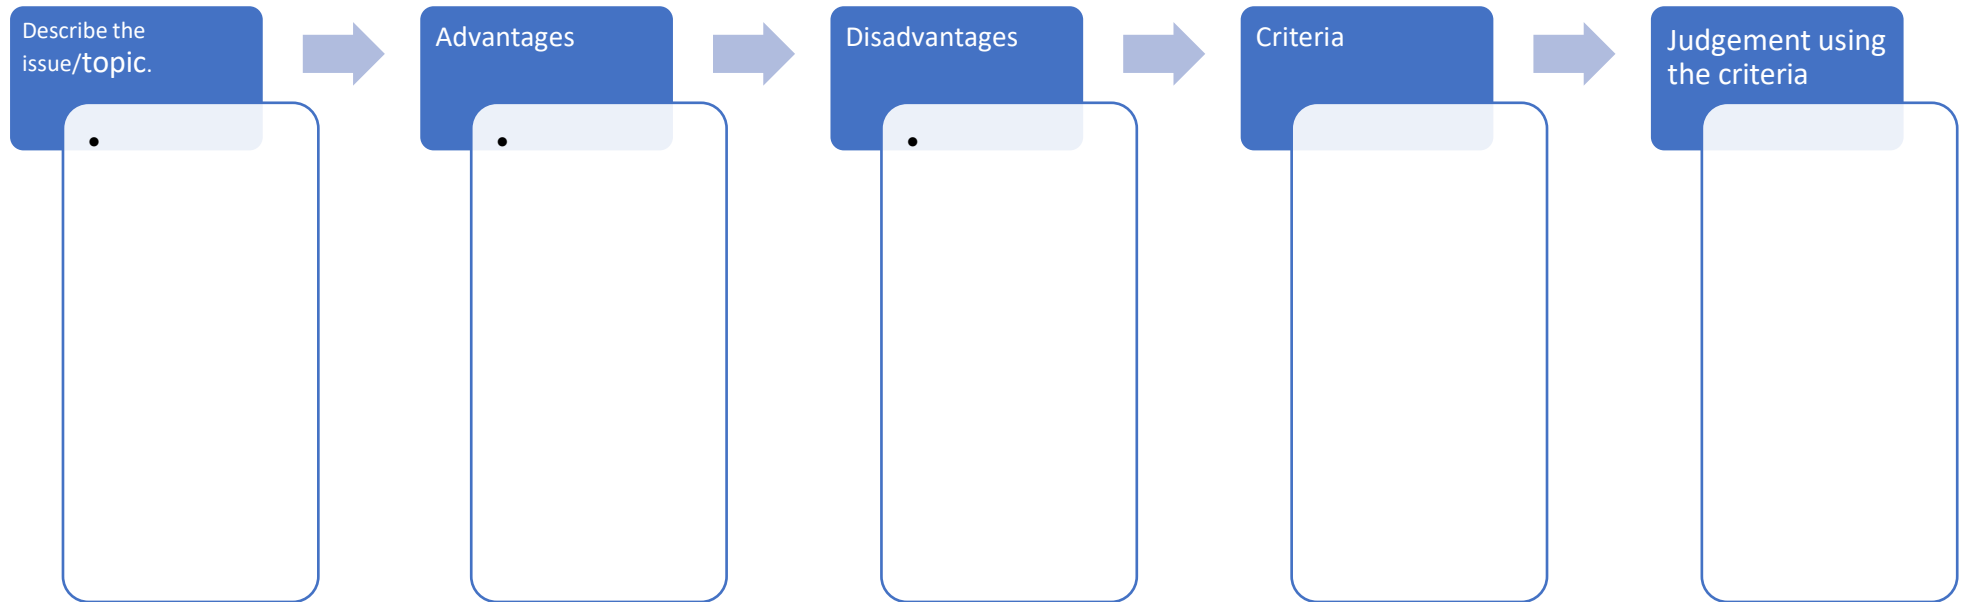 Describe the
issue/topic.
•
Advantages
•
Disadvantages
•
Criteria
Judgement using
the criteria